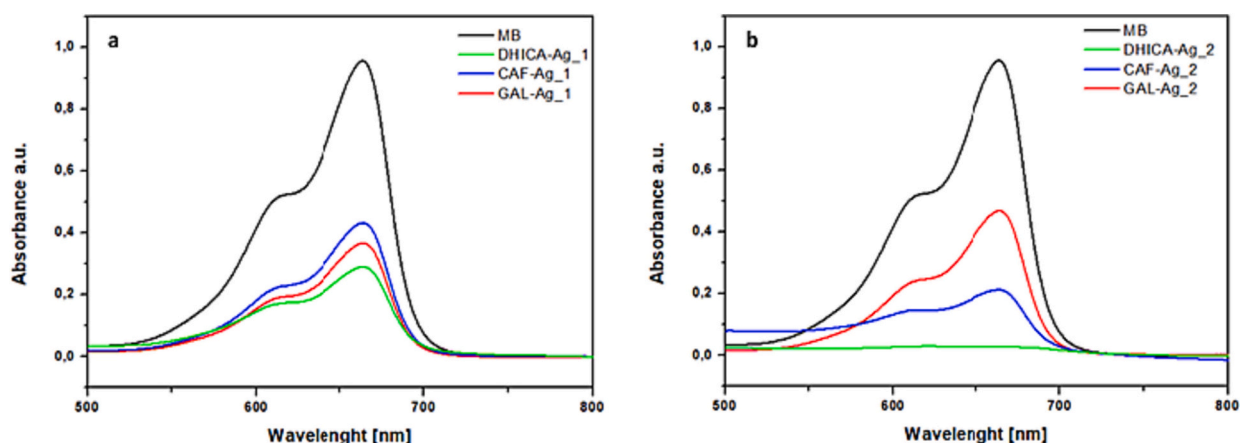 a
MB
DHICA-Ag_1
CAF-Ag_1
GAL-Ag_1
1,0
0,8
0,6
0,4
0,2
0,0
Absorbance a.u.
500
600
700
800
Wavelenght [nm]
b
MB
DHICA-Ag_2
CAF-Ag_2
GAL-Ag_2
1,0
0,8
0,6
0,4
0,2
0,0
Absorbance a.u.
500
600
700
800
Wavelenght [nm]